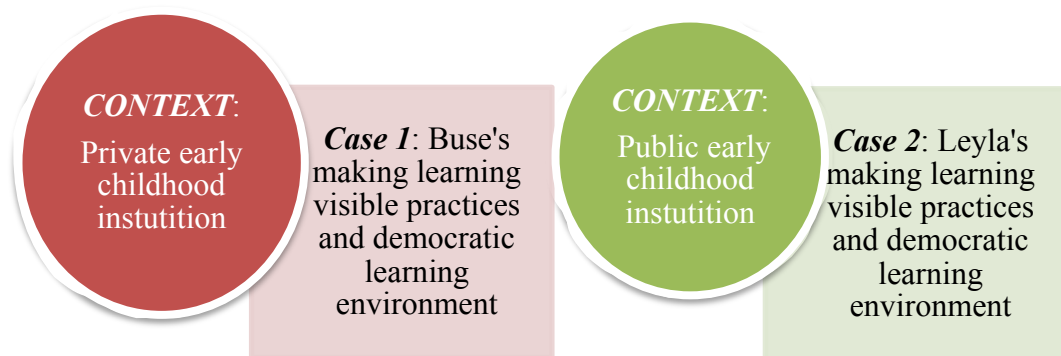 CONTEXT:
Private early
childhood
instutition
Case 1: Buse's
making learning
visible practices
and democratic
learning
environment
CONTEXT:
Public early
childhood
instutition
Case 2: Leyla's
making learning
visible practices
and democratic
learning
environment